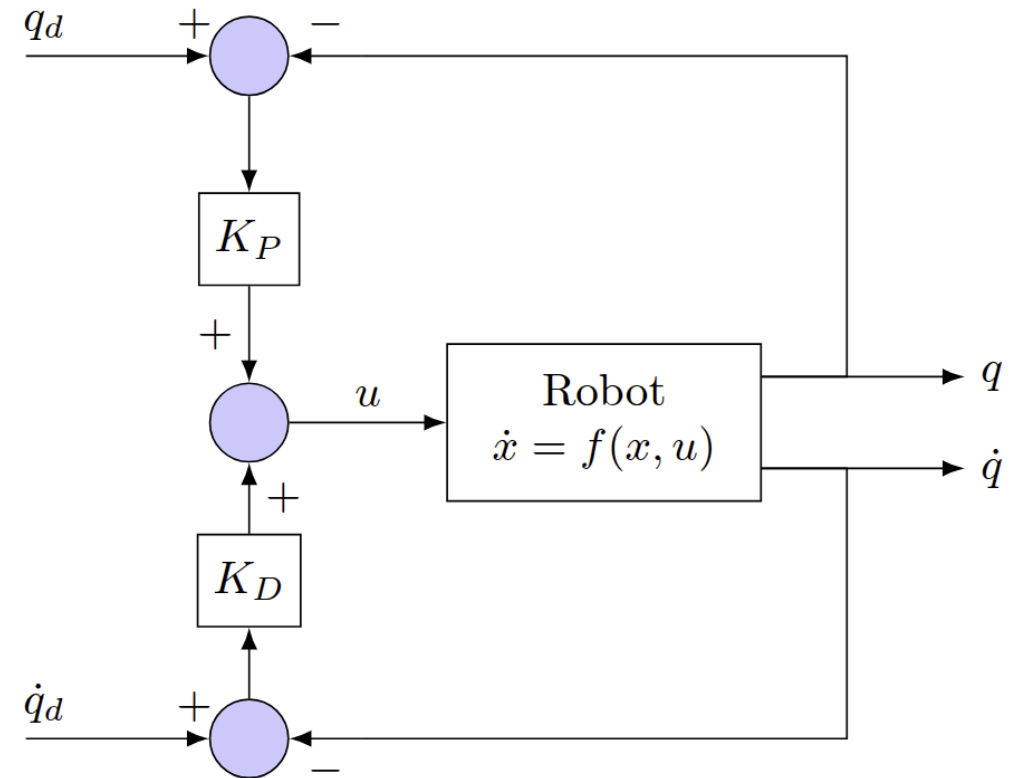 q_d
+
−
K_P
+
u
Robot
ẋ = f(x, u)
q
q̇
+
K_D
q̇_d
+
−